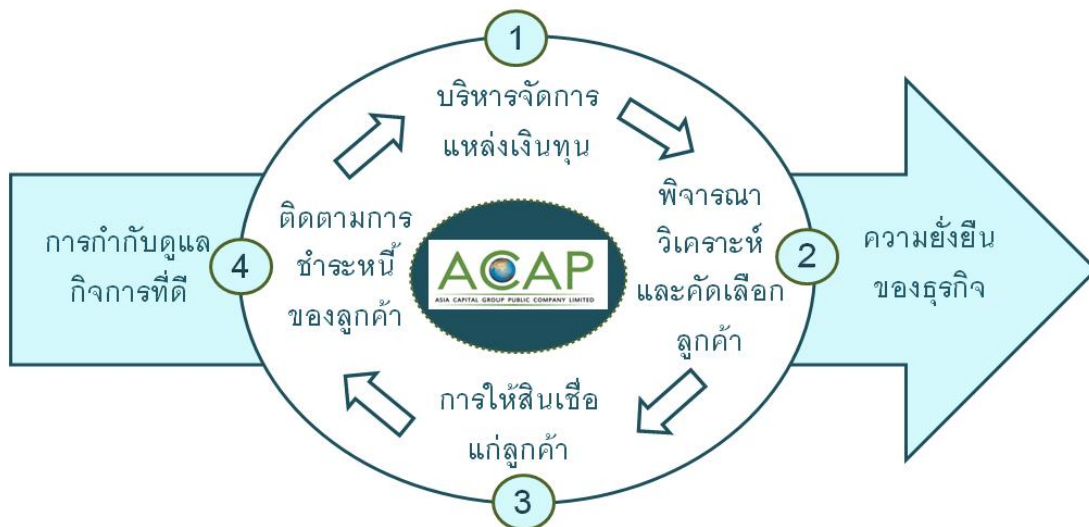 1
บริหารจัดการ
แหล่งเงินทุน
พิจารณา
วิเคราะห์
และคัดเลือก
ลูกค้า
2
การให้สินเชื่อ
แก่ลูกค้า
3
ติดตามการ
ชำระหนี้
ของลูกค้า
4
ACAP
ASIA CAPITAL GROUP PUBLIC COMPANY LIMITED
การกำกับดูแล
กิจการที่ดี
ความยั่งยืน
ของธุรกิจ